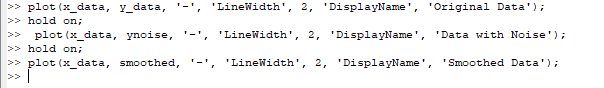 >> plot(x_data, y_data, '-', 'LineWidth', 2, 'DisplayName', 'Original Data');
>> hold on;
>>  plot(x_data, ynoise, '-', 'LineWidth', 2, 'DisplayName', 'Data with Noise');
>> hold on;
>> plot(x_data, smoothed, '-', 'LineWidth', 2, 'DisplayName', 'Smoothed Data');
>>